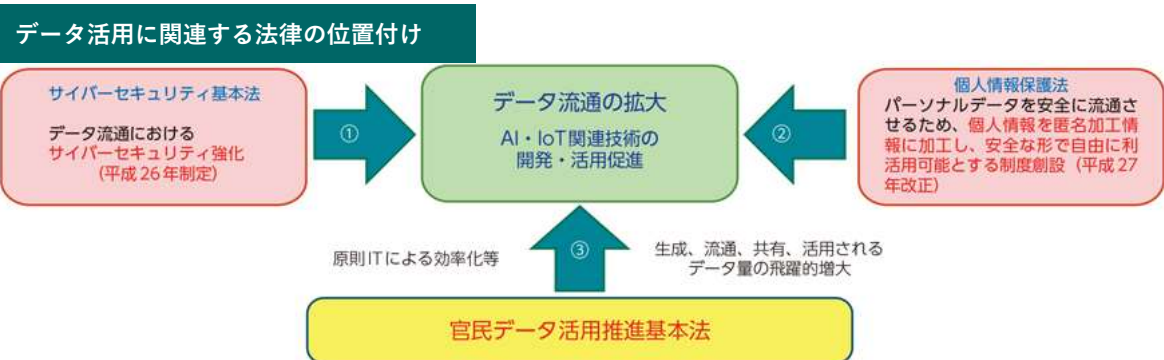 データ活用に関連する法律の位置付け
サイバーセキュリティ基本法
データ流通における
サイバーセキュリティ強化
(平成26年制定)
①
データ流通の拡大
AI・IoT関連技術の
開発・活用促進
②
個人情報保護法
パーソナルデータを安全に流通さ
せるため、個人情報を匿名加工情
報に加工し、安全な形で自由に利
活用可能とする制度創設（平成27
年改正）
原則ITによる効率化等
③
生成、流通、共有、活用される
データ量の飛躍的増大
官民データ活用推進基本法